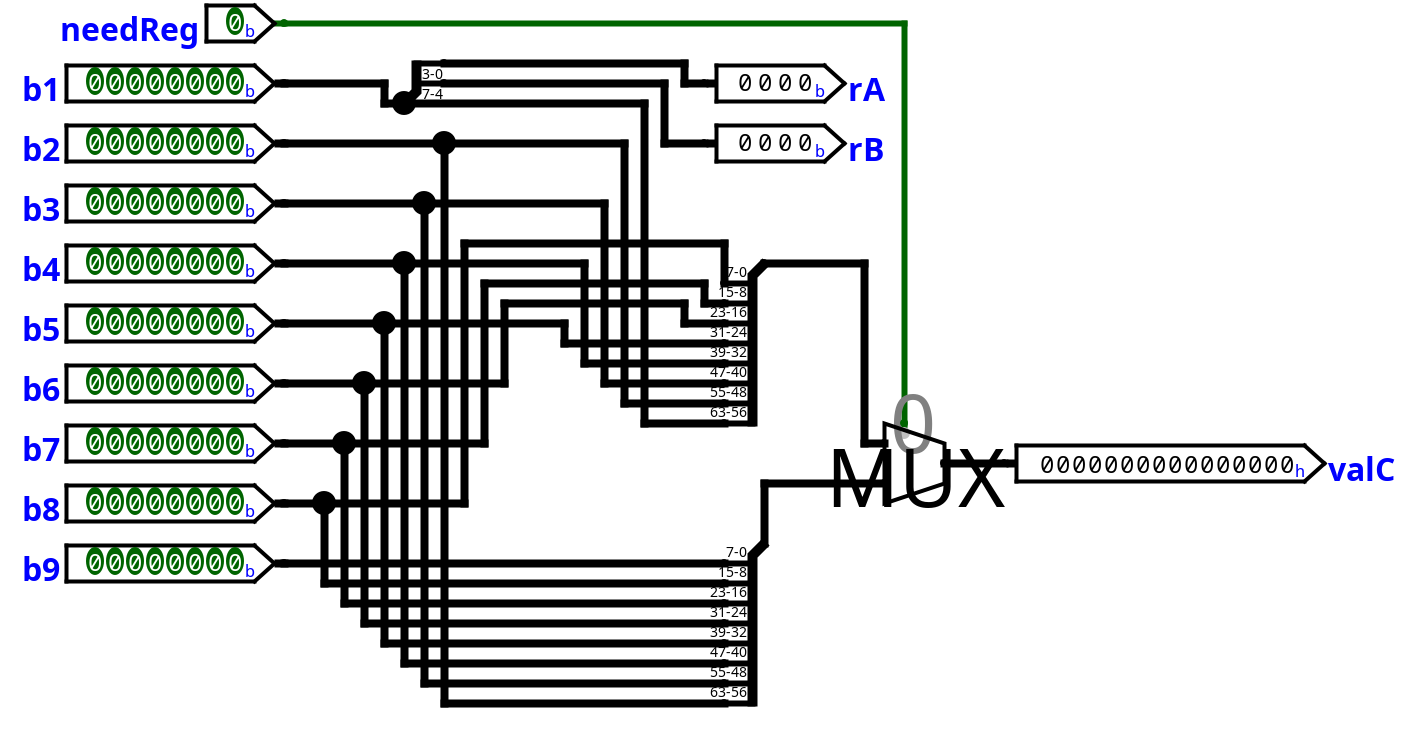 needReg 0b
b1 00000000b
3-0
7-4
0000b rA
b2 00000000b
0000b rB
b3 00000000b
b4 00000000b
7-0
15-8
23-16
31-24
39-32
47-40
55-48
63-56
b5 00000000b
b6 00000000b
0
b7 00000000b
MUX
0000000000000000h valC
b8 00000000b
b9 00000000b
7-0
15-8
23-16
31-24
39-32
47-40
55-48
63-56